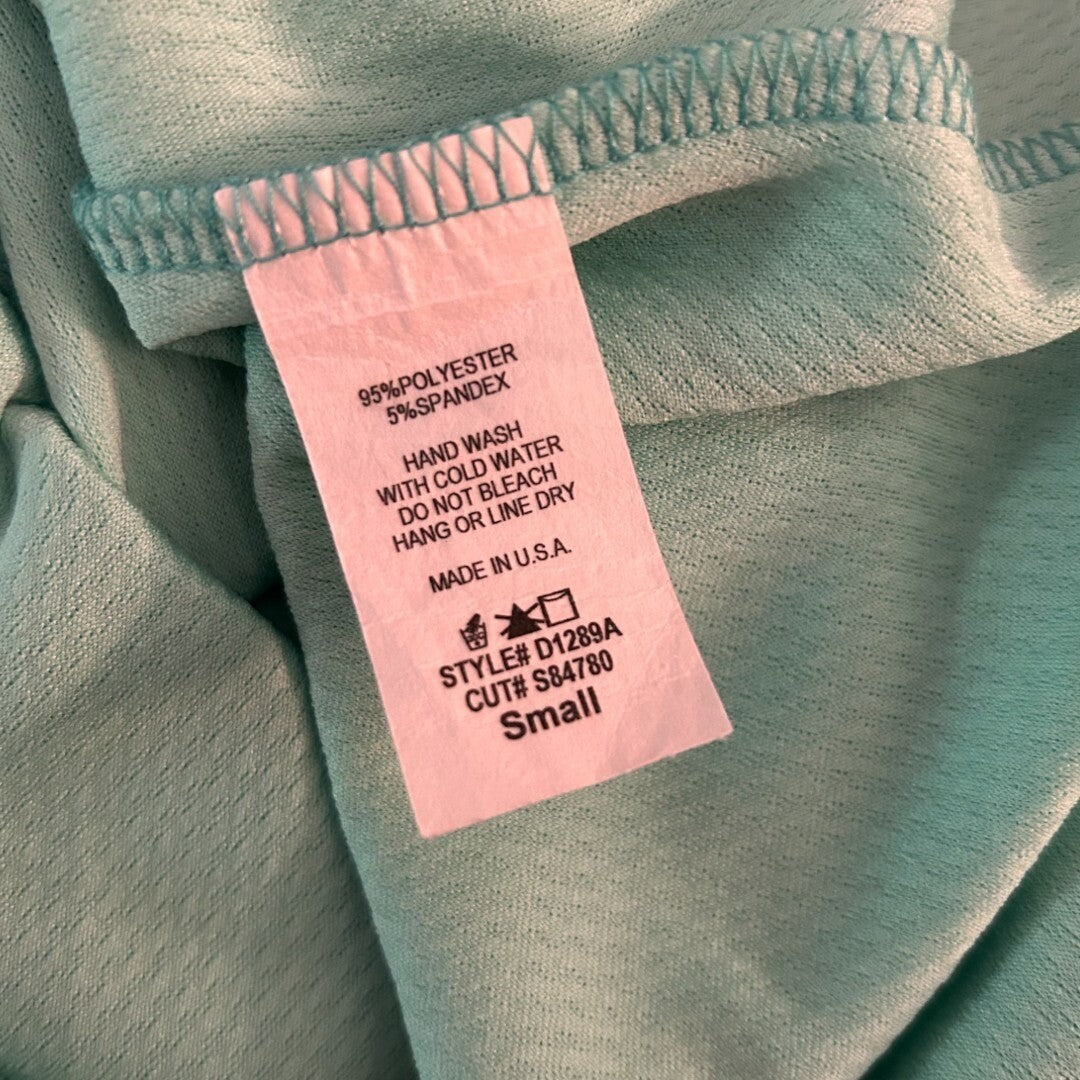 95%POLYESTER
5%SPANDEX
HAND WASH
WITH COLD WATER
DO NOT BLEACH
HANG OR LINE DRY
MADE IN U.S.A.
STYLE# D1289A
CUT# S84780
Small